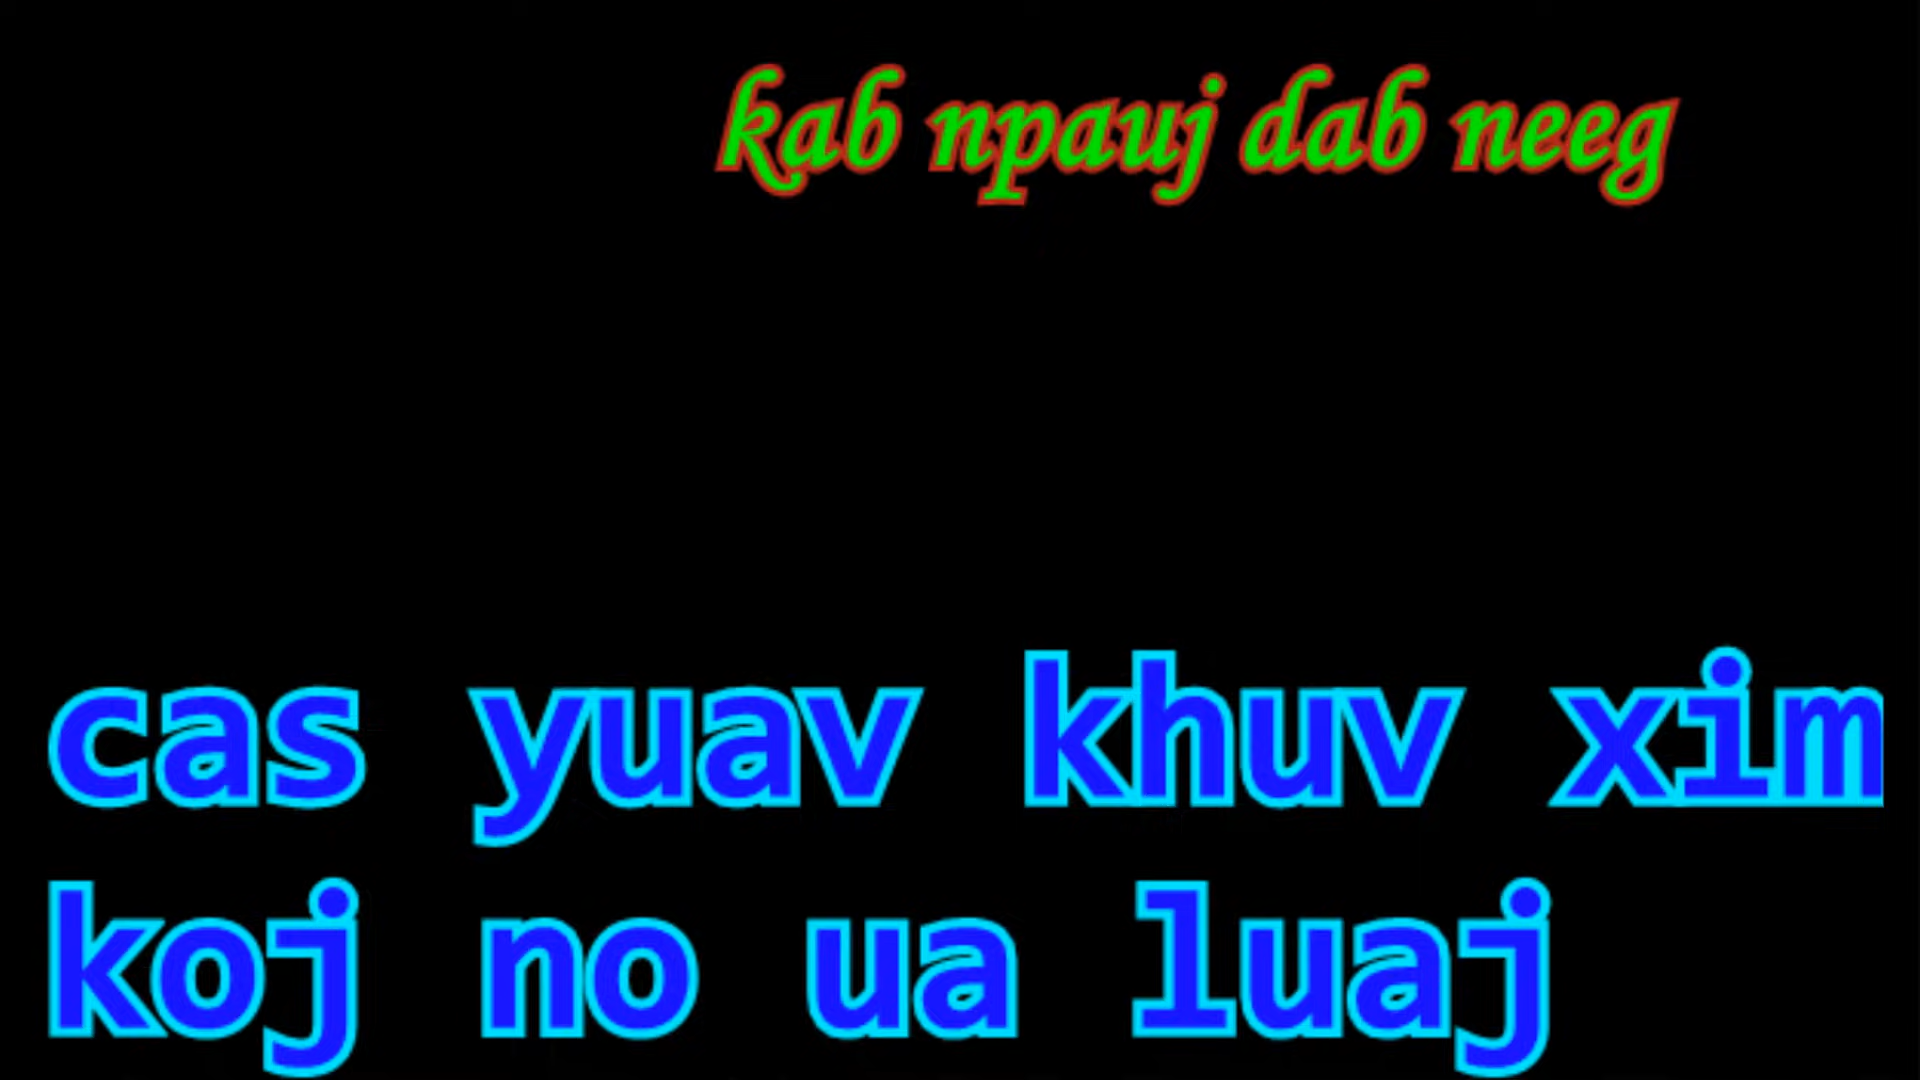 kab npauj dab neeg
cas yuav khuv xim
koj no ua luaj